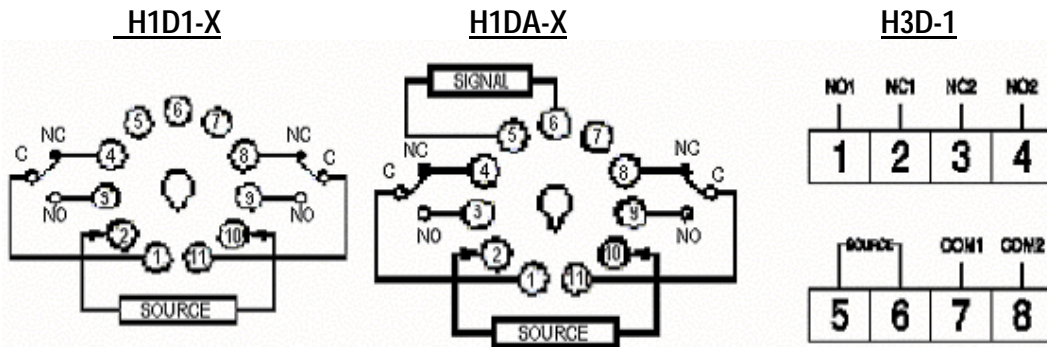 H1D1-X
H1DA-X
H3D-1
6
5
7
NC
NC
C
4
8
C
3
9
NO
NO
2
10
1
11
SOURCE
SIGNAL
6
5
7
NC
NC
C
4
8
C
3
9
NO
NO
2
10
1
11
SOURCE
NO1 NC1 NC2 NO2
1 2 3 4
SOURCE COM1 COM2
5 6 7 8